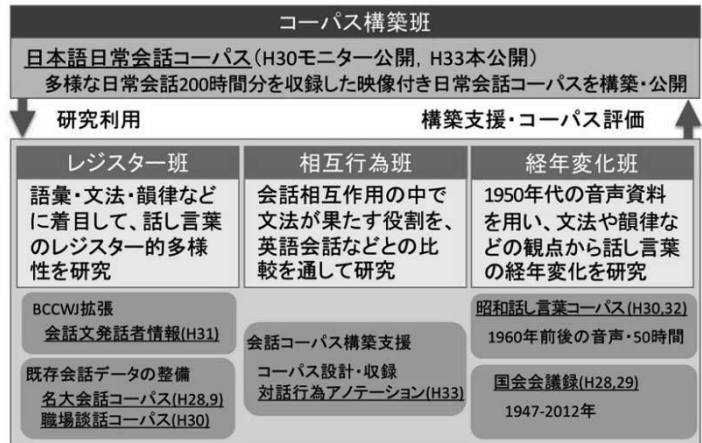 コーパス構築班
日本語日常会話コーパス(H30モニター公開, H33本公開)
多様な日常会話200時間分を収録した映像付き日常会話コーパスを構築・公開
研究利用
構築支援・コーパス評価
レジスター班
語彙・文法・韻律など
に着目して、話し言葉
のレジスター的多様
性を研究
BCCWJ拡張
会話文発話者情報(H31)
既存会話データの整備
名大会話コーパス(H28,9)
職場談話コーパス(H30)
相互行為班
会話相互作用の中で
文法が果たす役割を、
英語会話などとの比
較を通して研究
会話コーパス構築支援
コーパス設計・収録
対話行為アノテーション(H33)
経年変化班
1950年代の音声資料
を用い、文法や韻律な
どの観点から話し言葉
の経年変化を研究
昭和話し言葉コーパス(H30,32)
1960年前後の音声・50時間
国会会議録(H28,29)
1947-2012年